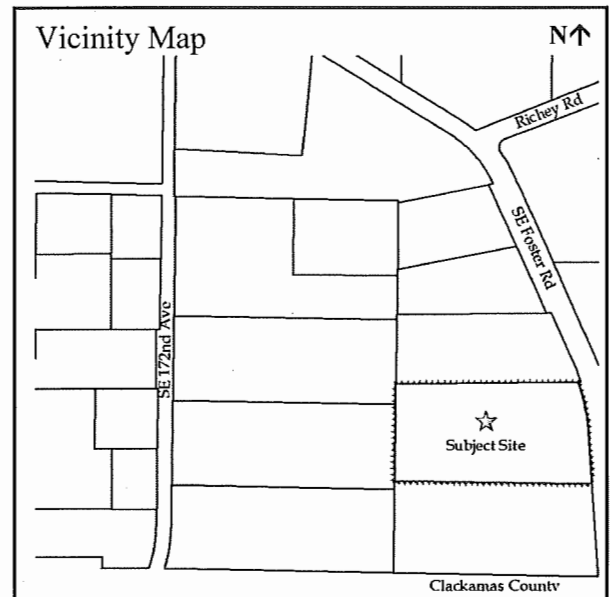 Vicinity Map
N↑
Richey Rd
SE Foster Rd
SE 172nd Ave
Subject Site
Clackamas County